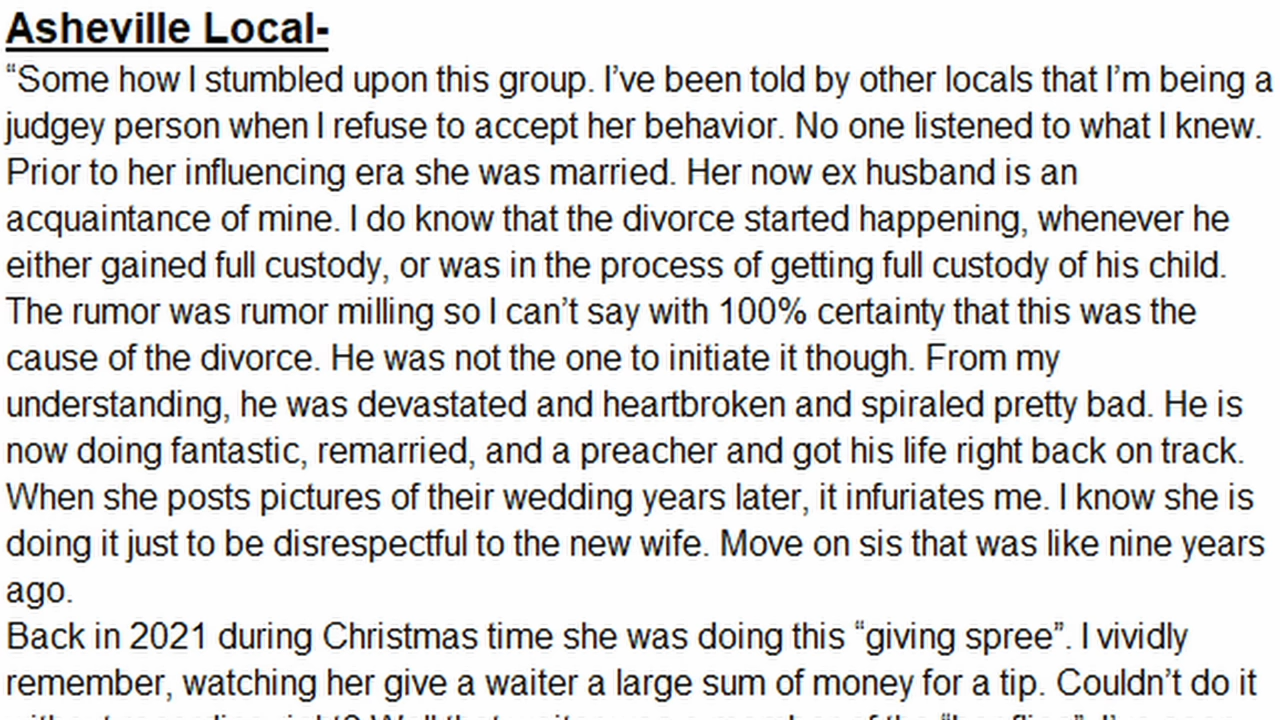 Asheville Local-
“Some how I stumbled upon this group. I’ve been told by other locals that I’m being a
judgey person when I refuse to accept her behavior. No one listened to what I knew.
Prior to her influencing era she was married. Her now ex husband is an
acquaintance of mine. I do know that the divorce started happening, whenever he
either gained full custody, or was in the process of getting full custody of his child.
The rumor was rumor milling so I can’t say with 100% certainty that this was the
cause of the divorce. He was not the one to initiate it though. From my
understanding, he was devastated and heartbroken and spiraled pretty bad. He is
now doing fantastic, remarried, and a preacher and got his life right back on track.
When she posts pictures of their wedding years later, it infuriates me. I know she is
doing it just to be disrespectful to the new wife. Move on sis that was like nine years
ago.
Back in 2021 during Christmas time she was doing this “giving spree”. I vividly
remember, watching her give a waiter a large sum of money for a tip. Couldn’t do it